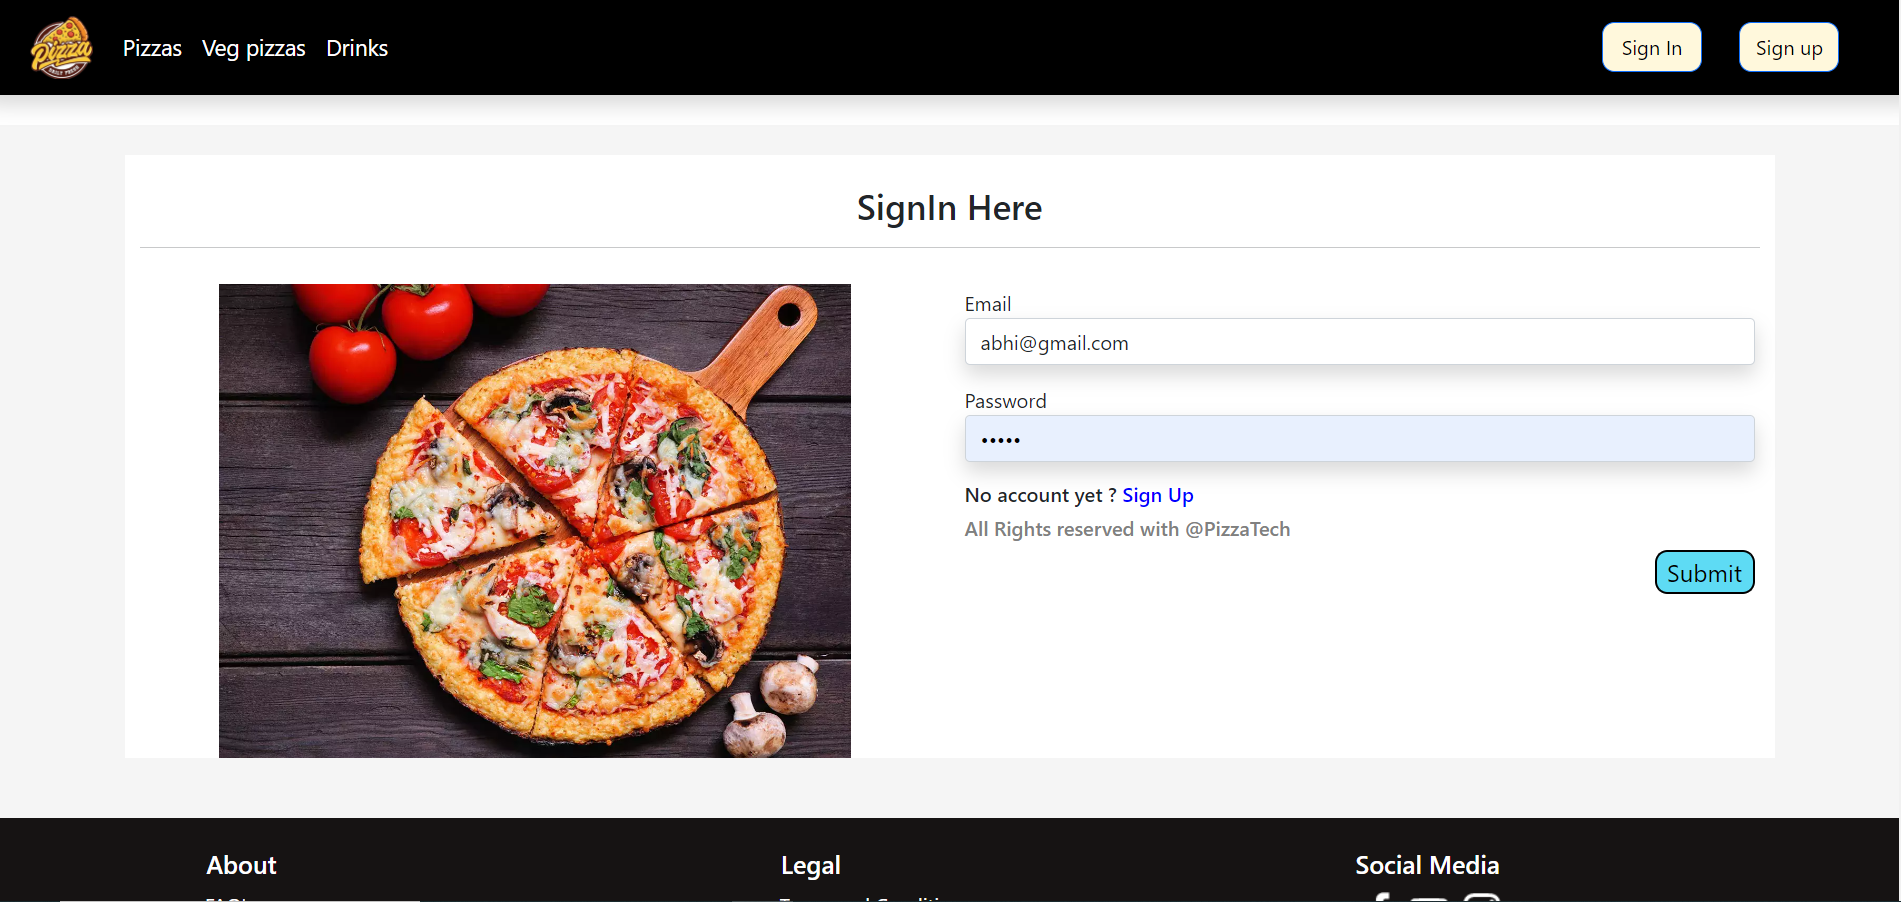 Pizza
Pizzas Veg pizzas Drinks
Sign In Sign up
SignIn Here
Email
abhi@gmail.com
Password
•••••
No account yet ? Sign Up
All Rights reserved with @PizzaTech
Submit
About Legal Social Media